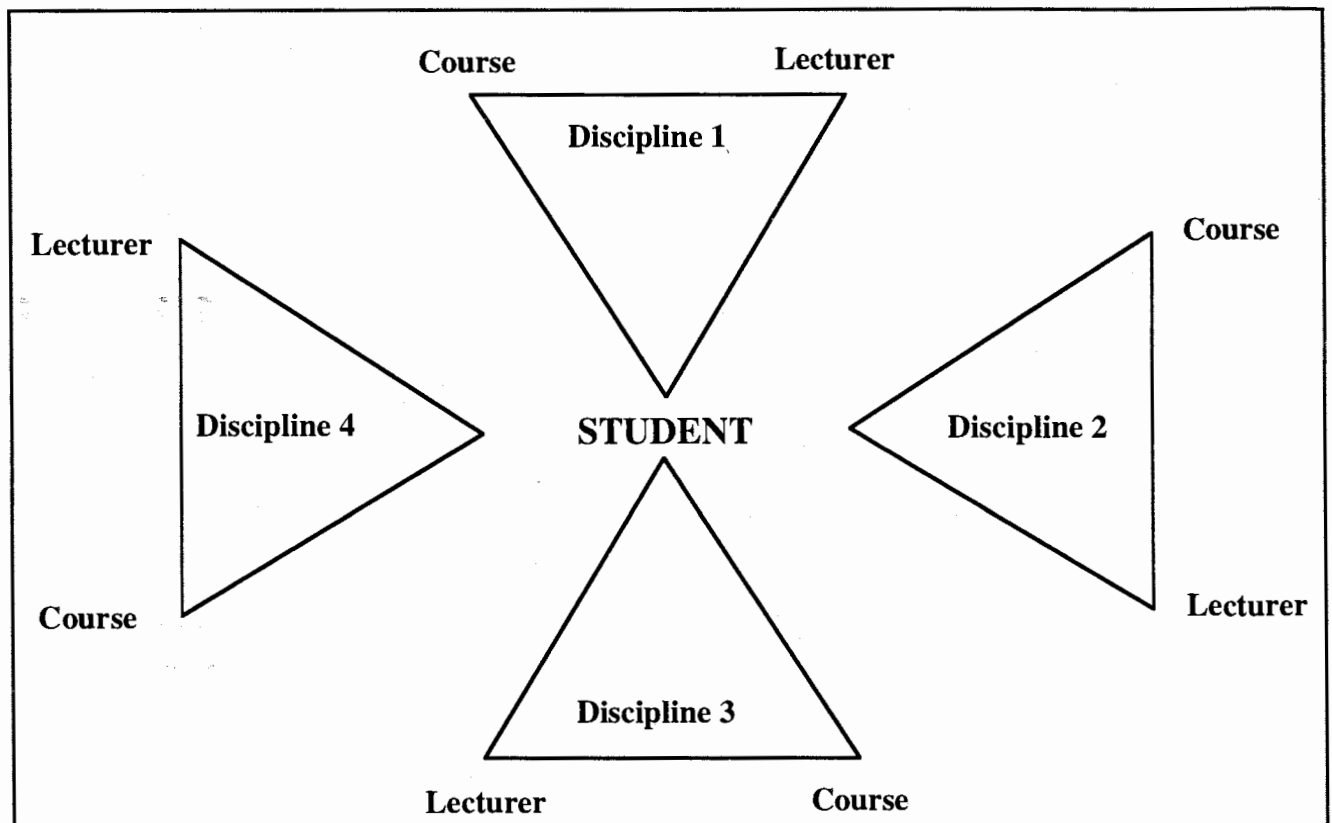 Course Lecturer
Discipline 1
Lecturer Course
Discipline 4 STUDENT Discipline 2
Course Lecturer
Discipline 3
Lecturer Course